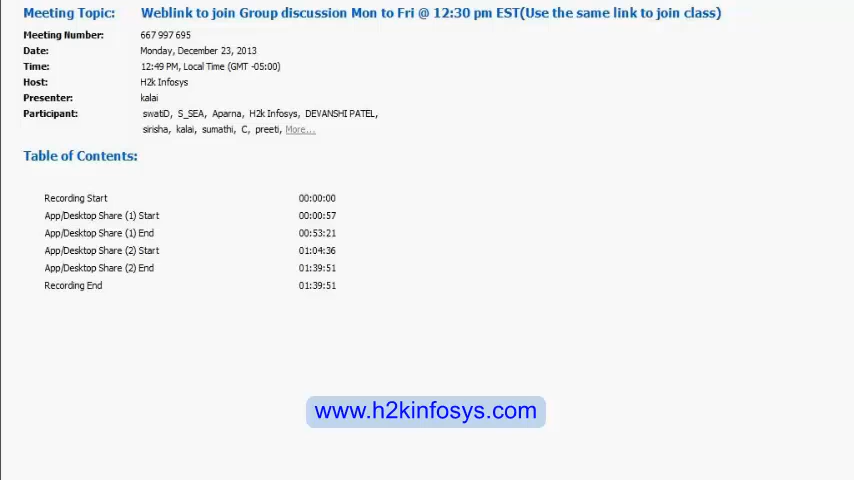 Meeting Topic: Weblink to join Group discussion Mon to Fri @ 12:30 pm EST(Use the same link to join class)
Meeting Number: 667 997 695
Date: Monday, December 23, 2013
Time: 12:49 PM, Local Time (GMT -05:00)
Host: H2k Infosys
Presenter: kalai
Participant: swatiD, S_SEA, Aparna, H2k Infosys, DEVANSHI PATEL,
sirisha, kalai, sumathi, C, preeti, More...
Table of Contents:
Recording Start 00:00:00
App/Desktop Share (1) Start 00:00:57
App/Desktop Share (1) End 00:53:21
App/Desktop Share (2) Start 01:04:36
App/Desktop Share (2) End 01:39:51
Recording End 01:39:51
www.h2kinfosys.com